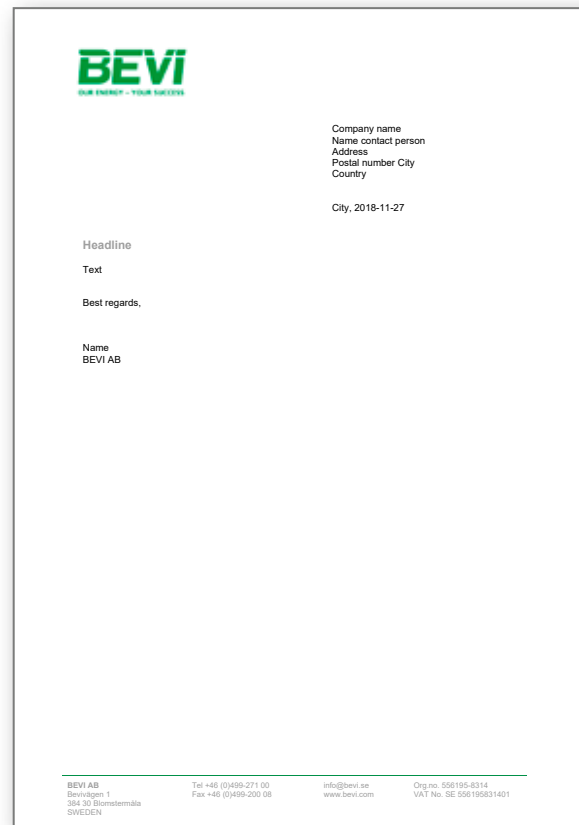 BEVI
OUR ENERGY – YOUR SUCCESS
Company name
Name contact person
Address
Postal number City
Country
City, 2018-11-27
Headline
Text
Best regards,
Name
BEVI AB
BEVI AB
Bevivägen 1
384 30 Blomstermåla
SWEDEN
Tel +46 (0)499-271 00
Fax +46 (0)499-200 08
info@bevi.se
www.bevi.com
Org.no. 556195-8314
VAT No. SE 556195831401